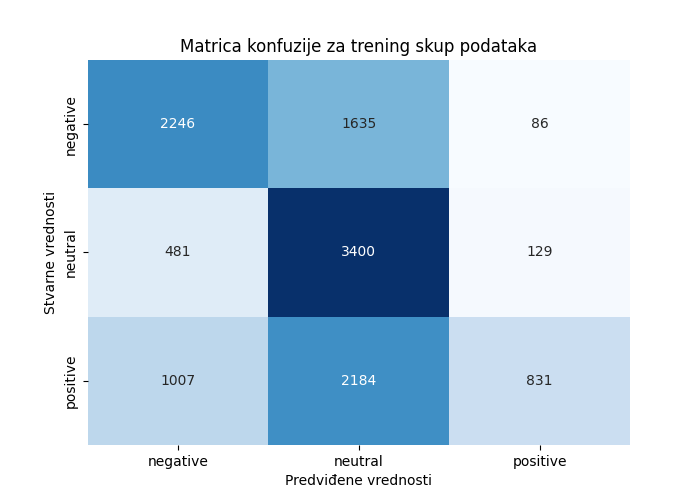 Matrica konfuzije za trening skup podataka
Stvarne vrednosti
negative
2246 1635 86
neutral
481 3400 129
positive
1007 2184 831
negative neutral positive
Predviđene vrednosti